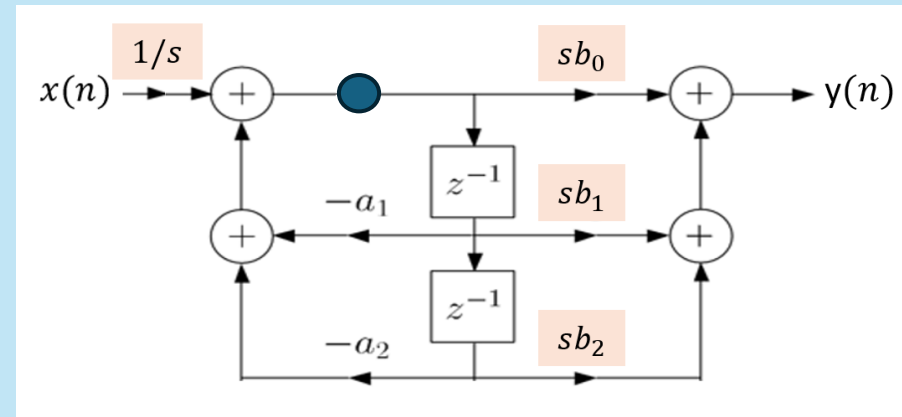 1/s
sb₀
x(n)
+
+
y(n)
z⁻¹
−a₁
sb₁
+
+
z⁻¹
−a₂
sb₂